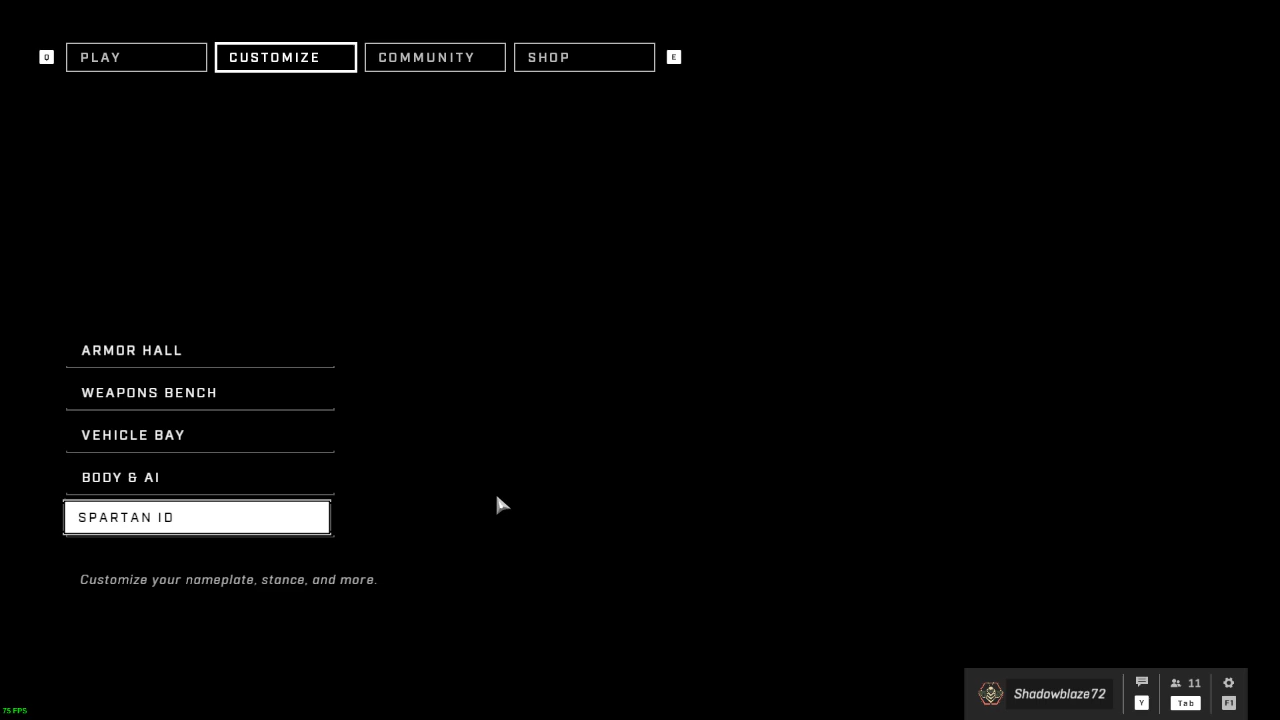 Q PLAY CUSTOMIZE COMMUNITY SHOP E
ARMOR HALL
WEAPONS BENCH
VEHICLE BAY
BODY & AI
SPARTAN ID
Customize your nameplate, stance, and more.
Shadowblaze72
11
Y Tab F1
75 FPS